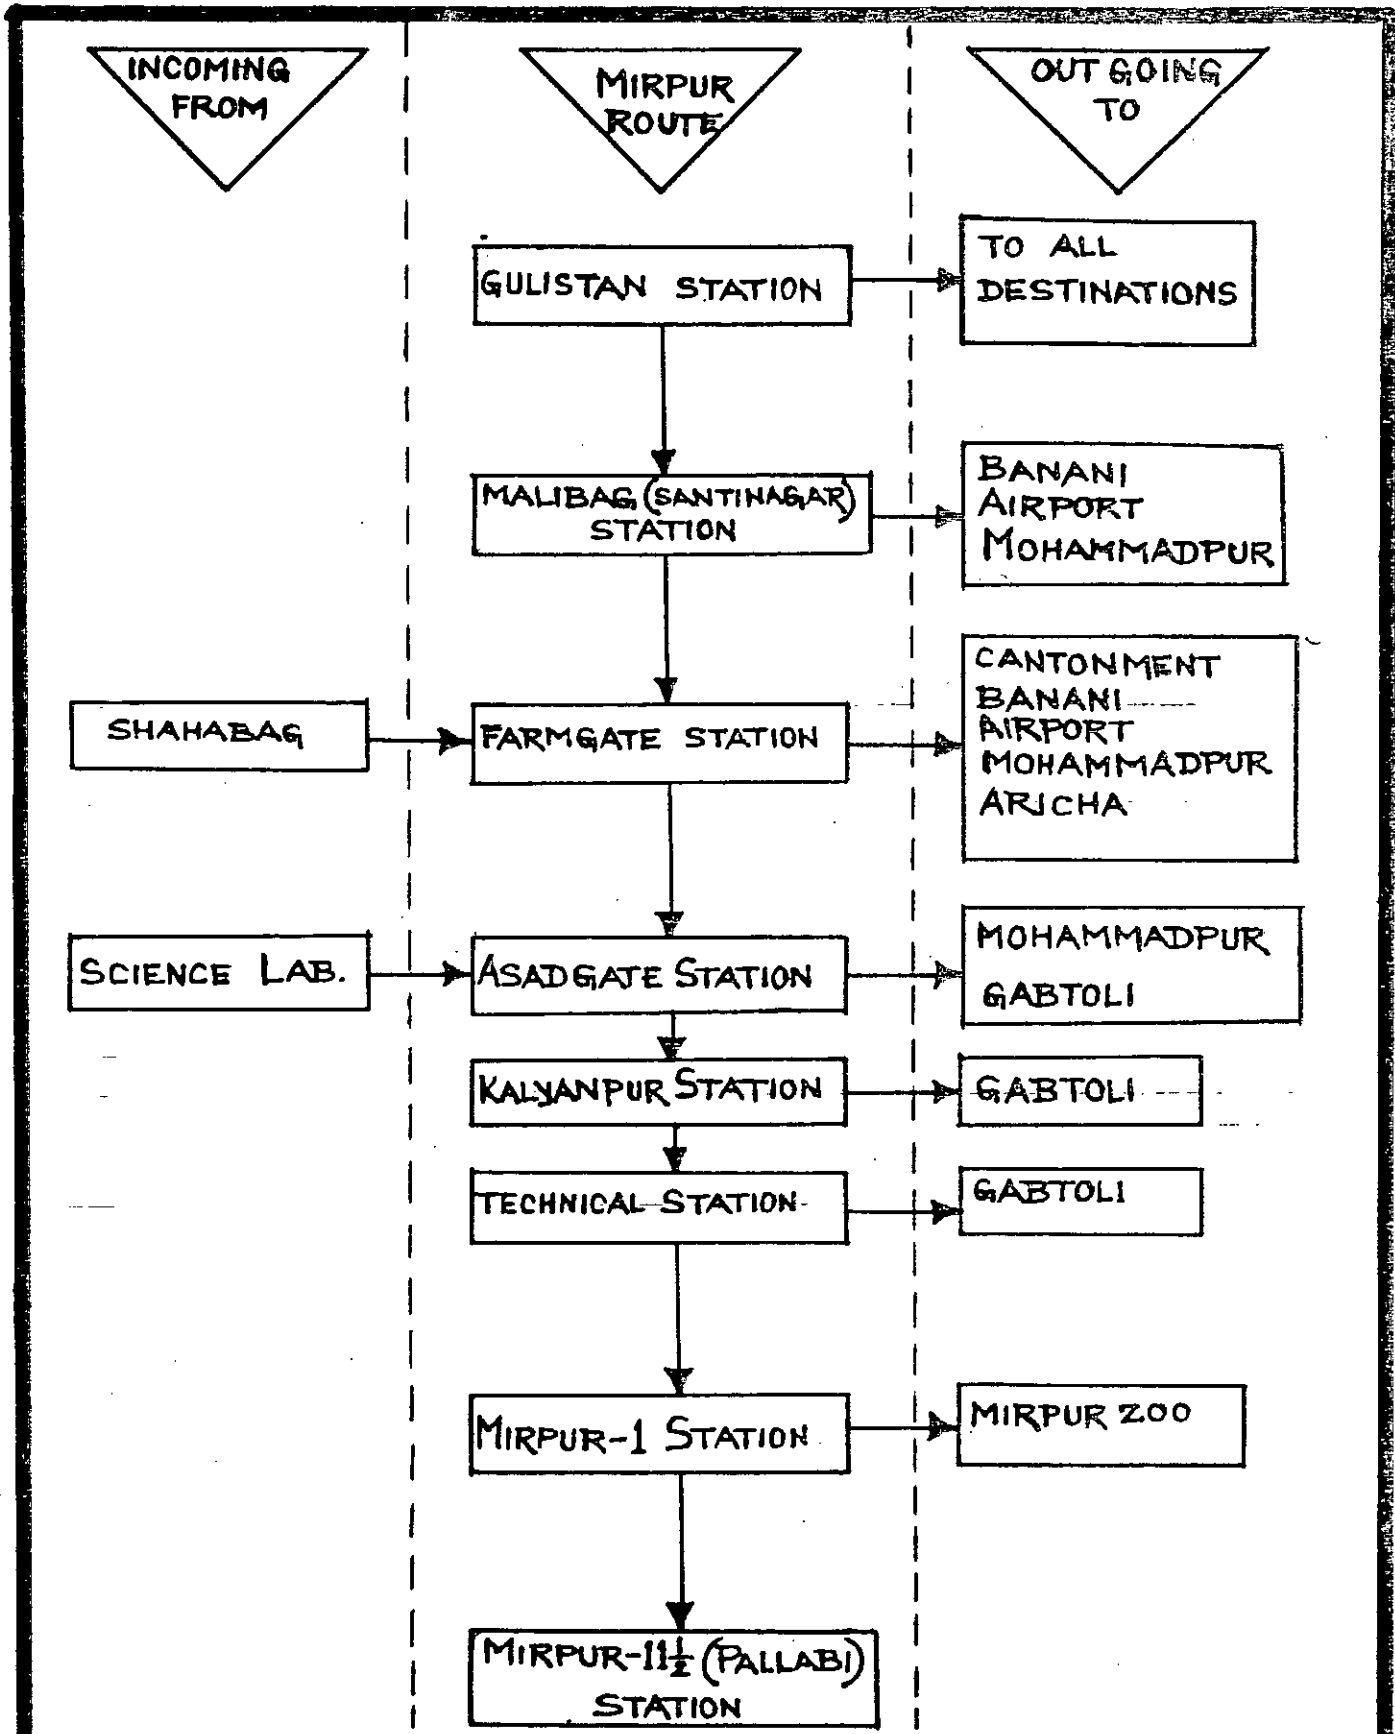 INCOMING
FROM
MIRPUR
ROUTE
OUT GOING
TO
GULISTAN STATION
TO ALL
DESTINATIONS
MALIBAG (SANTINAGAR)
STATION
BANANI
AIRPORT
MOHAMMADPUR
SHAHABAG
FARMGATE STATION
CANTONMENT
BANANI
AIRPORT
MOHAMMADPUR
ARICHA
SCIENCE LAB.
ASADGATE STATION
MOHAMMADPUR
GABTOLI
KALYANPUR STATION
GABTOLI
TECHNICAL STATION
GABTOLI
MIRPUR-1 STATION
MIRPUR ZOO
MIRPUR-11½ (PALLABI)
STATION